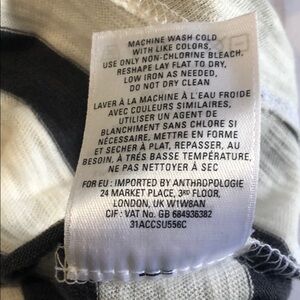 MACHINE WASH COLD
WITH LIKE COLORS,
USE ONLY NON-CHLORINE BLEACH,
RESHAPE LAY FLAT TO DRY,
LOW IRON AS NEEDED,
DO NOT DRY CLEAN
LAVER À LA MACHINE À L'EAU FROIDE
AVEC COULEURS SIMILAIRES,
UTILISER UN AGENT DE
BLANCHIMENT SANS CHLORE SI
NÉCESSAIRE, METTRE EN FORME
ET SECHER À PLAT, REPASSER, AU
BESOIN, À TRÈS BASSE TEMPÉRATURE,
NE PAS NETTOYER À SEC
FOR EU: IMPORTED BY ANTHROPOLOGIE
24 MARKET PLACE, 3RD FLOOR,
LONDON, UK W1W8AN
CIF: VAT No. GB 684936382
31ACCSU556C